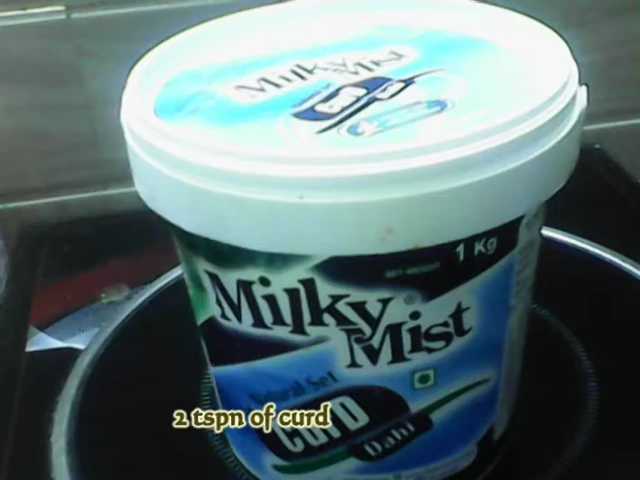 Milky Mist
1 Kg
Milky
Mist
Natural Set
CURD
Dahi
2 tspn of curd